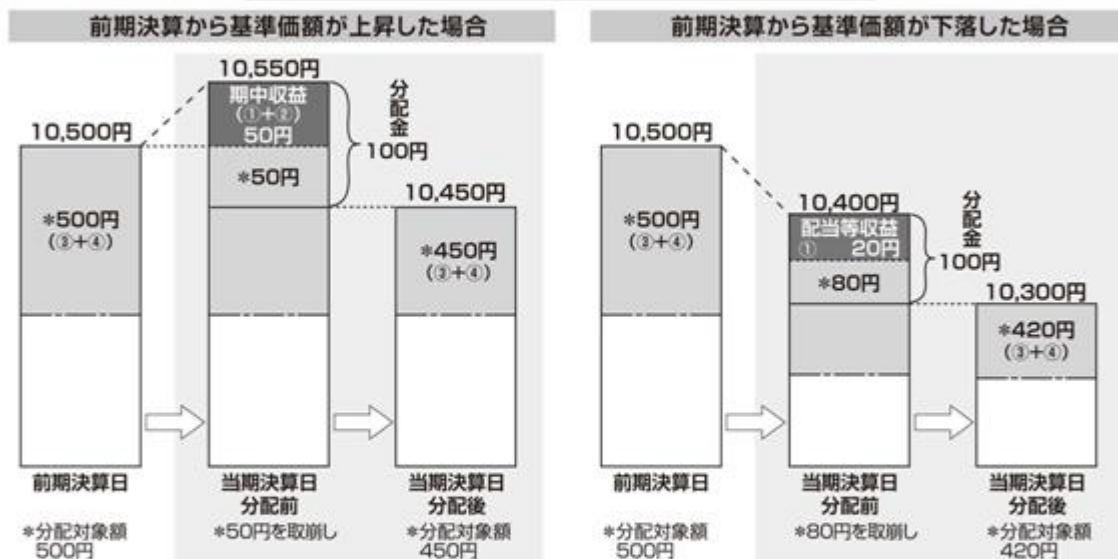 前期決算から基準価額が上昇した場合
10,550円
期中収益
(①+②)
50円
分配金
100円
10,500円
*500円
(③+④)
*50円
10,450円
*450円
(③+④)
前期決算日
当期決算日
分配前
当期決算日
分配後
*分配対象額
500円
*50円を取崩し
*分配対象額
450円
前期決算から基準価額が下落した場合
10,500円
*500円
(③+④)
10,400円
配当等収益
① 20円
分配金
100円
*80円
10,300円
*420円
(③+④)
前期決算日
当期決算日
分配前
当期決算日
分配後
*分配対象額
500円
*80円を取崩し
*分配対象額
420円